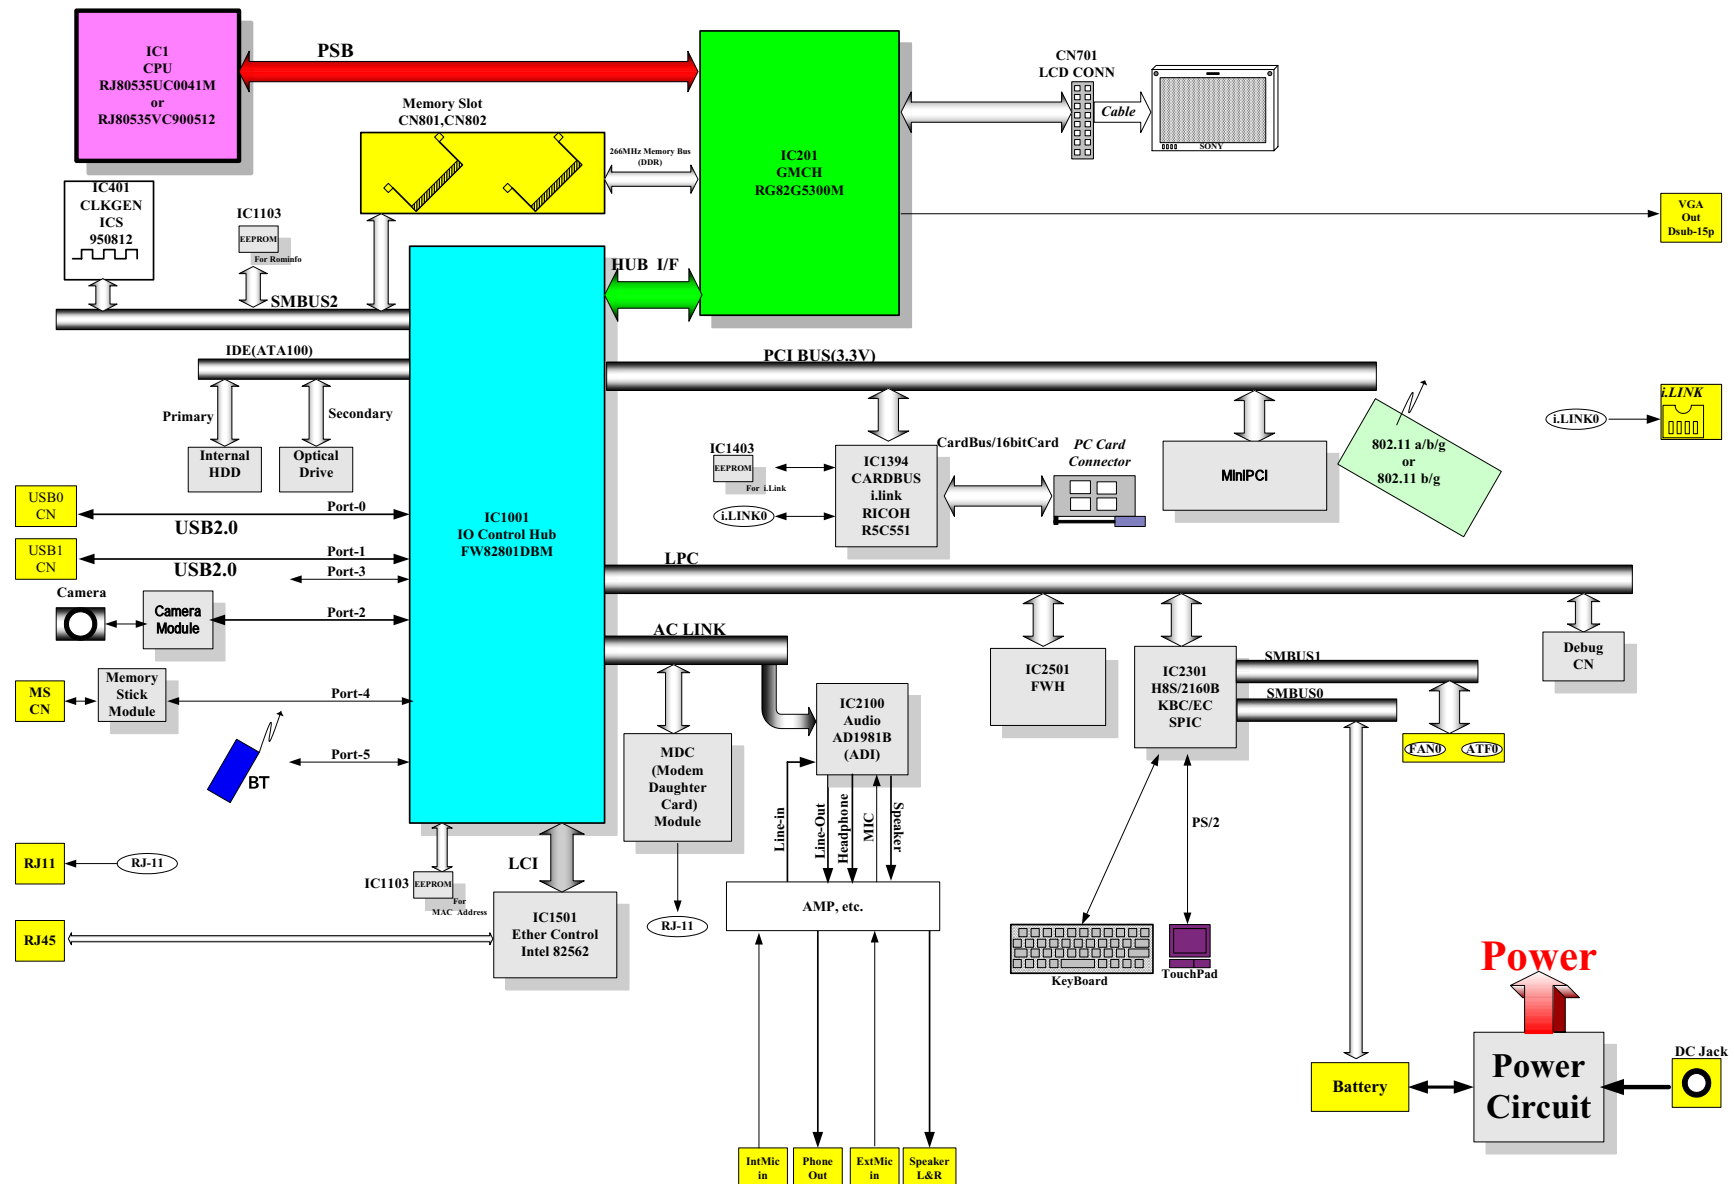 IC1
CPU
RJ80535UC0041M
or
RJ80535VC900512
PSB
Memory Slot
CN801,CN802
266MHz Memory Bus
(DDR)
IC201
GMCH
RG82G5300M
CN701
LCD CONN
Cable
SONY
VGA
Out
Dsub-15p
IC401
CLKGEN
ICS
950812
IC1103
EEPROM
For Rominfo
SMBUS2
HUB I/F
IDE(ATA100)
Primary
Secondary
Internal
HDD
Optical
Drive
PCI BUS(3.3V)
IC1403
EEPROM
For i.Link
i.LINK0
IC1394
CARDBUS
i.link
RICOH
R5C551
CardBus/16bitCard
PC Card
Connector
MiniPCI
802.11 a/b/g
or
802.11 b/g
i.LINK0
i.LINK
USB0
CN
Port-0
USB2.0
USB1
CN
Port-1
USB2.0
Port-3
IC1001
IO Control Hub
FW82801DBM
LPC
Camera
Camera
Module
Port-2
AC LINK
MS
CN
Memory
Stick
Module
Port-4
BT
Port-5
MDC
(Modem
Daughter
Card)
Module
IC2100
Audio
AD1981B
(ADI)
IC2501
FWH
IC2301
H8S/2160B
KBC/EC
SPIC
SMBUS1
SMBUS0
Debug
CN
FAN0
ATF0
Line-in
Line-Out
Headphone
MIC
Speaker
PS/2
RJ11
RJ-11
IC1103
EEPROM
For
MAC Address
LCI
IC1501
Ether Control
Intel 82562
RJ-11
AMP, etc.
RJ45
KeyBoard
TouchPad
Power
Power
Circuit
DC Jack
Battery
IntMic
in
Phone
Out
ExtMic
in
Speaker
L&R